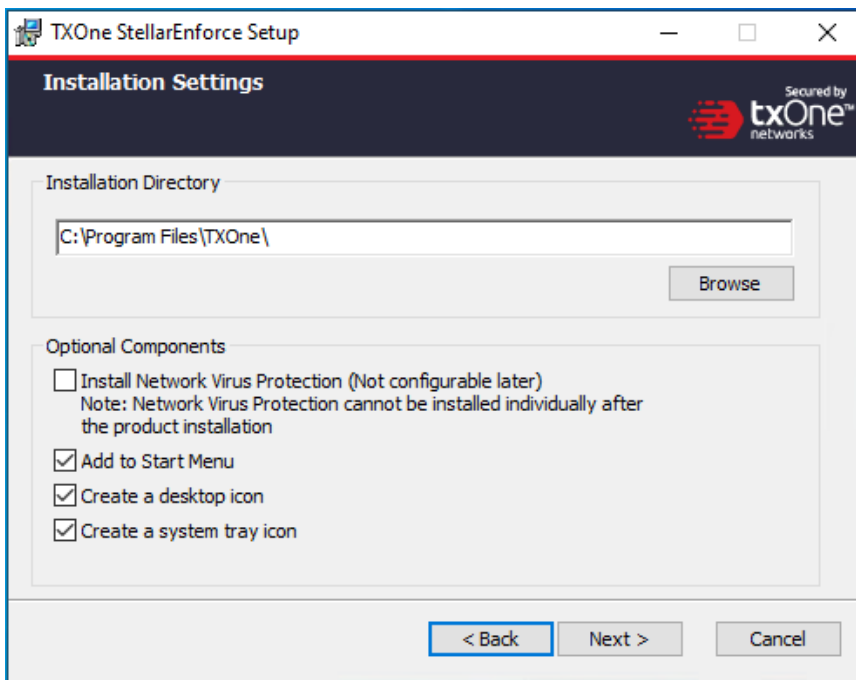 TXOne StellarEnforce Setup
Installation Settings
Secured by
txOne™
networks
Installation Directory
C:\Program Files\TXOne\
Browse
Optional Components
Install Network Virus Protection (Not configurable later)
Note: Network Virus Protection cannot be installed individually after
the product installation
Add to Start Menu
Create a desktop icon
Create a system tray icon
< Back
Next >
Cancel